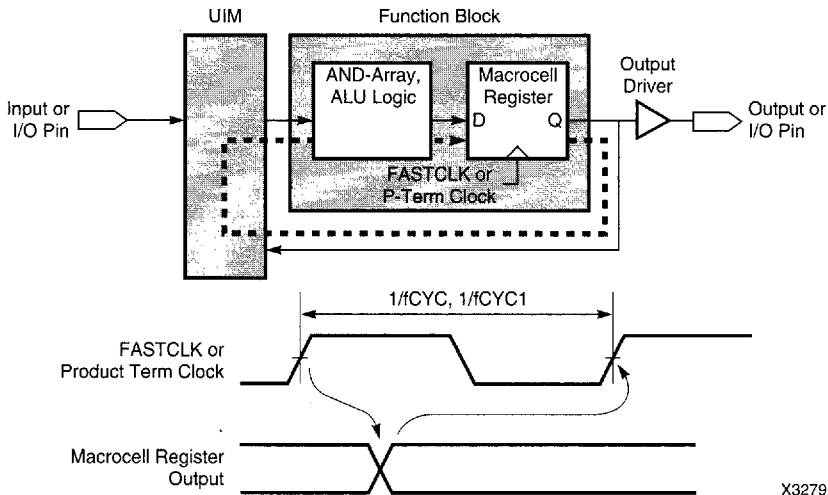 UIM
Function Block
Input or
I/O Pin
AND-Array,
ALU Logic
Macrocell
Register
D
Q
FASTCLK or
P-Term Clock
Output
Driver
Output or
I/O Pin
1/fCYC, 1/fCYC1
FASTCLK or
Product Term Clock
Macrocell Register
Output
X3279